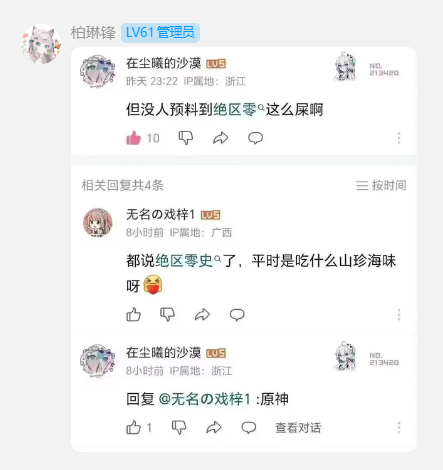 柏琳锋 LV61 管理员
在尘曦的沙漠 LV5
昨天 23:22 IP属地：浙江
NO.
213420
但没人预料到绝区零这么屎啊
10
相关回复共4条 按时间
无名の戏梓1 LV5
8小时前 IP属地：广西
都说绝区零史了，平时是吃什么山珍海味
呀
在尘曦的沙漠 LV5
8小时前 IP属地：浙江
NO.
213420
回复 @无名の戏梓1 :原神
1 查看对话